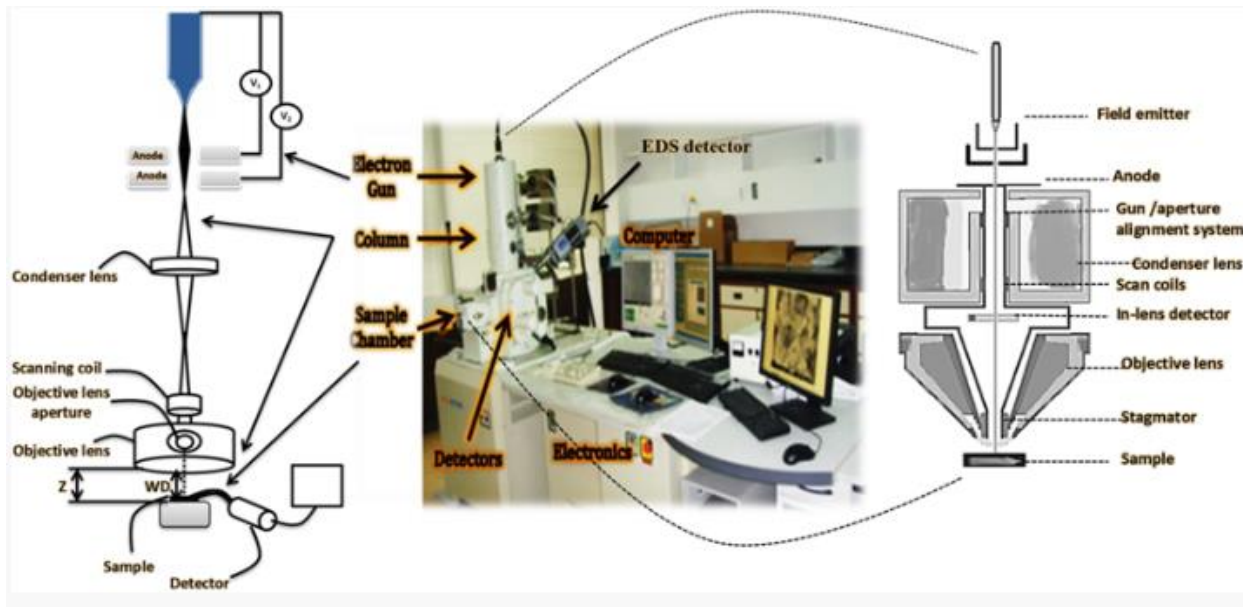 V₁
V₂
Anode
Anode
Condenser lens
Scanning coil
Objective lens
aperture
Objective lens
Z
WD
Sample
Detector
Electron
Gun
Column
Sample
Chamber
EDS detector
Computer
Detectors
Electronics
Field emitter
Anode
Gun /aperture
alignment system
Condenser lens
Scan coils
In-lens detector
Objective lens
Stagmator
Sample